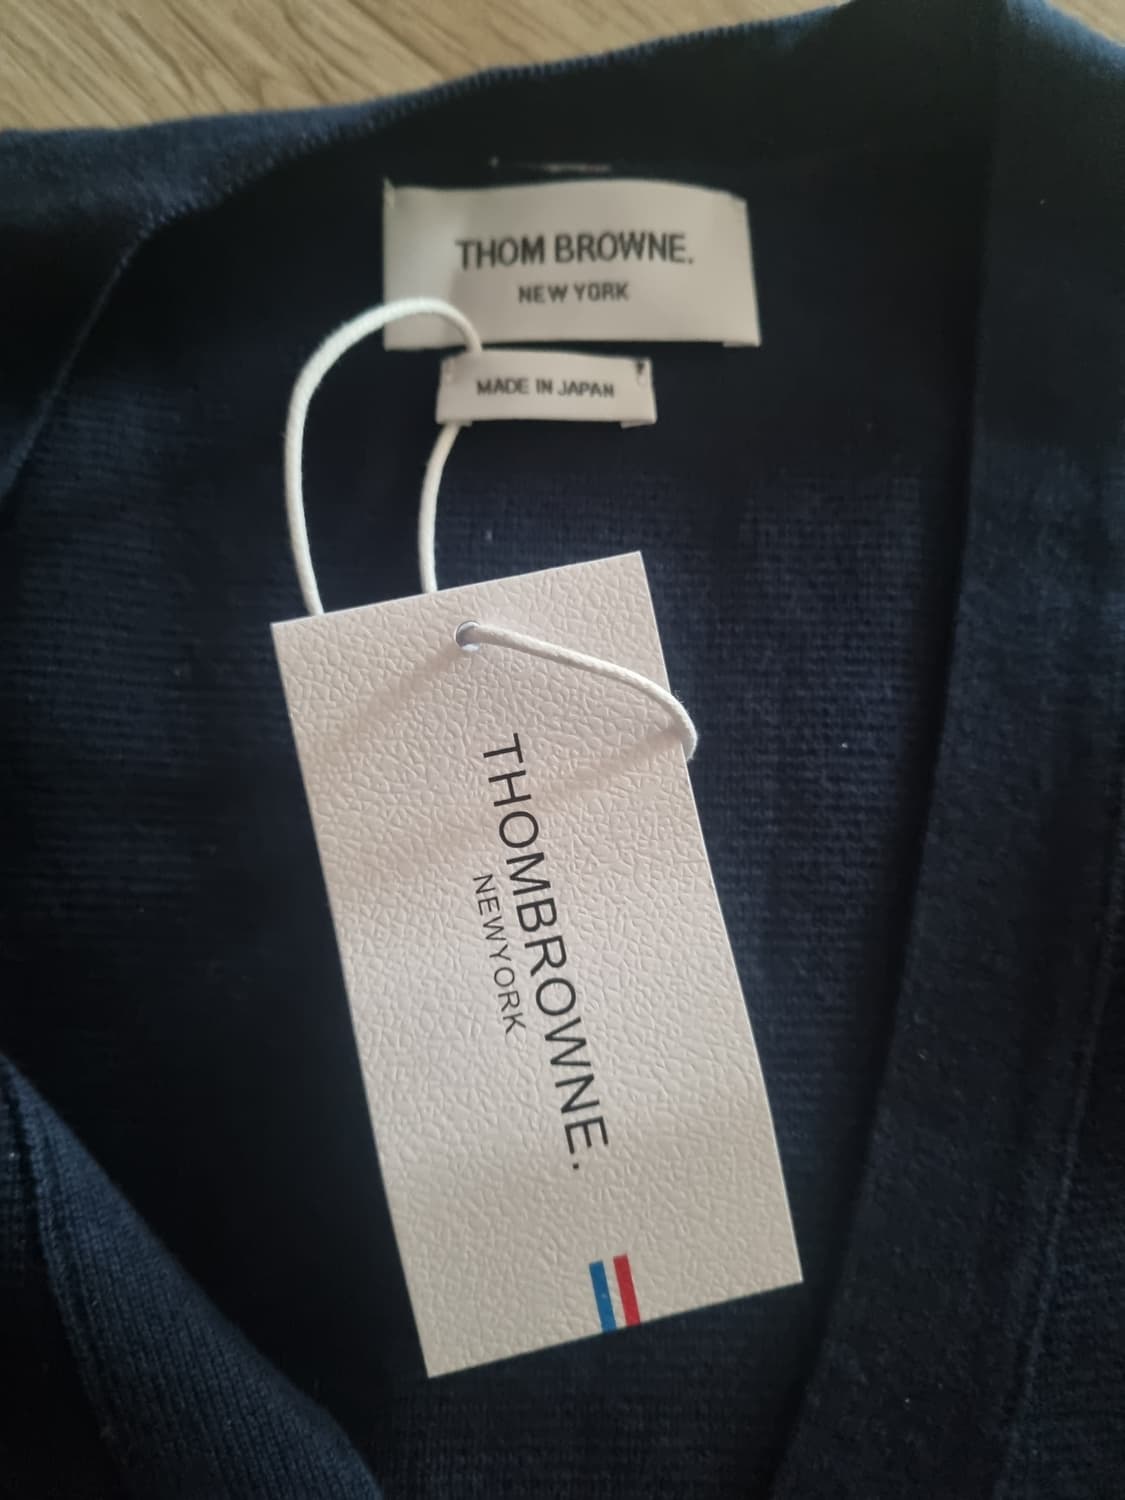 THOM BROWNE.
NEW YORK
MADE IN JAPAN
THOMBROWNE.
NEWYORK